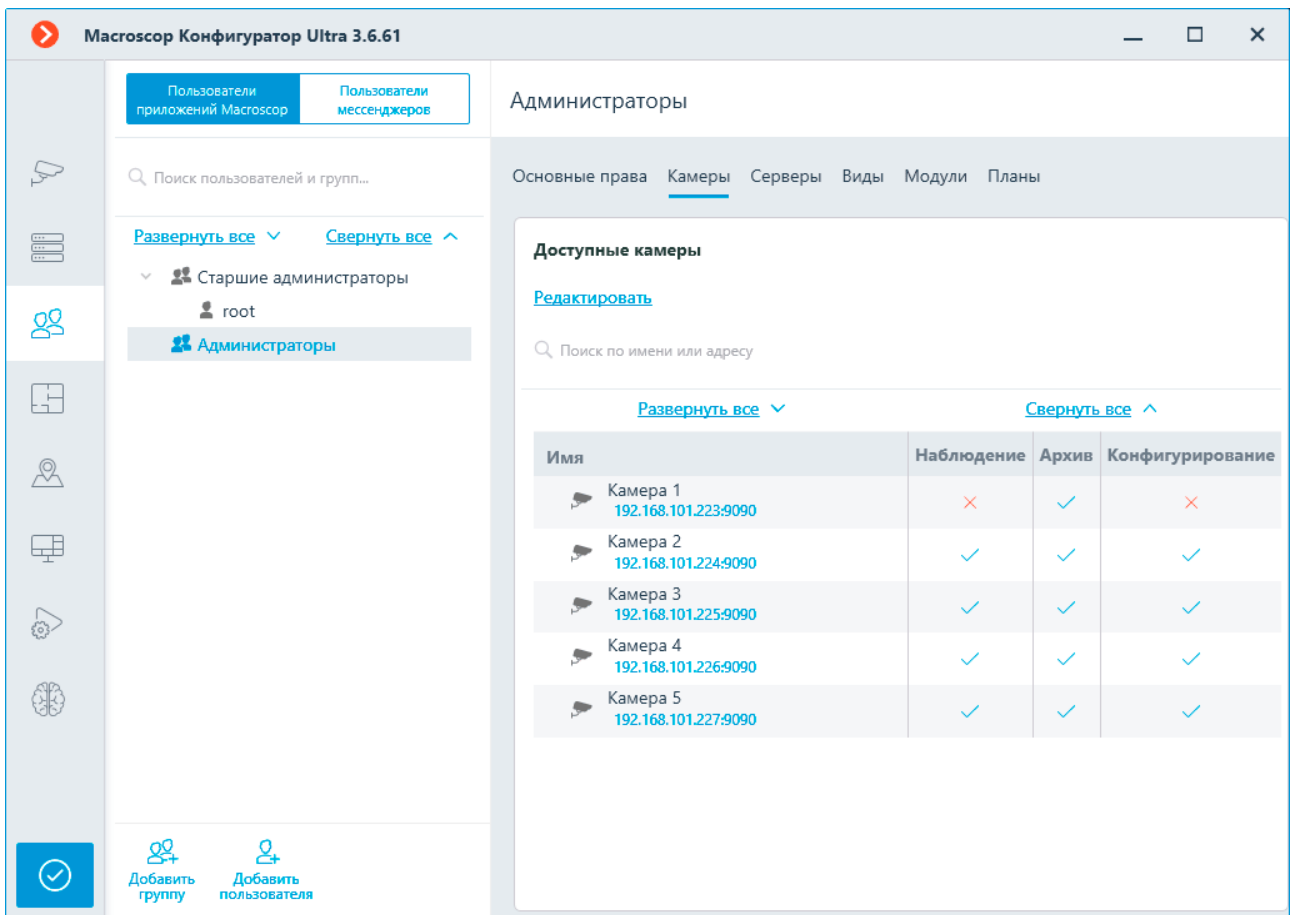 Macroscop Конфигуратор Ultra 3.6.61
Пользователи
приложений Macroscop
Пользователи
мессенджеров
Поиск пользователей и групп...
Развернуть все
Свернуть все
Старшие администраторы
root
Администраторы
Добавить
группу
Добавить
пользователя
Администраторы
Основные права Камеры Серверы Виды Модули Планы
Доступные камеры
Редактировать
Поиск по имени или адресу
Развернуть все
Свернуть все
Имя Наблюдение Архив Конфигурирование
Камера 1
192.168.101.223:9090
Камера 2
192.168.101.224:9090
Камера 3
192.168.101.225:9090
Камера 4
192.168.101.226:9090
Камера 5
192.168.101.227:9090